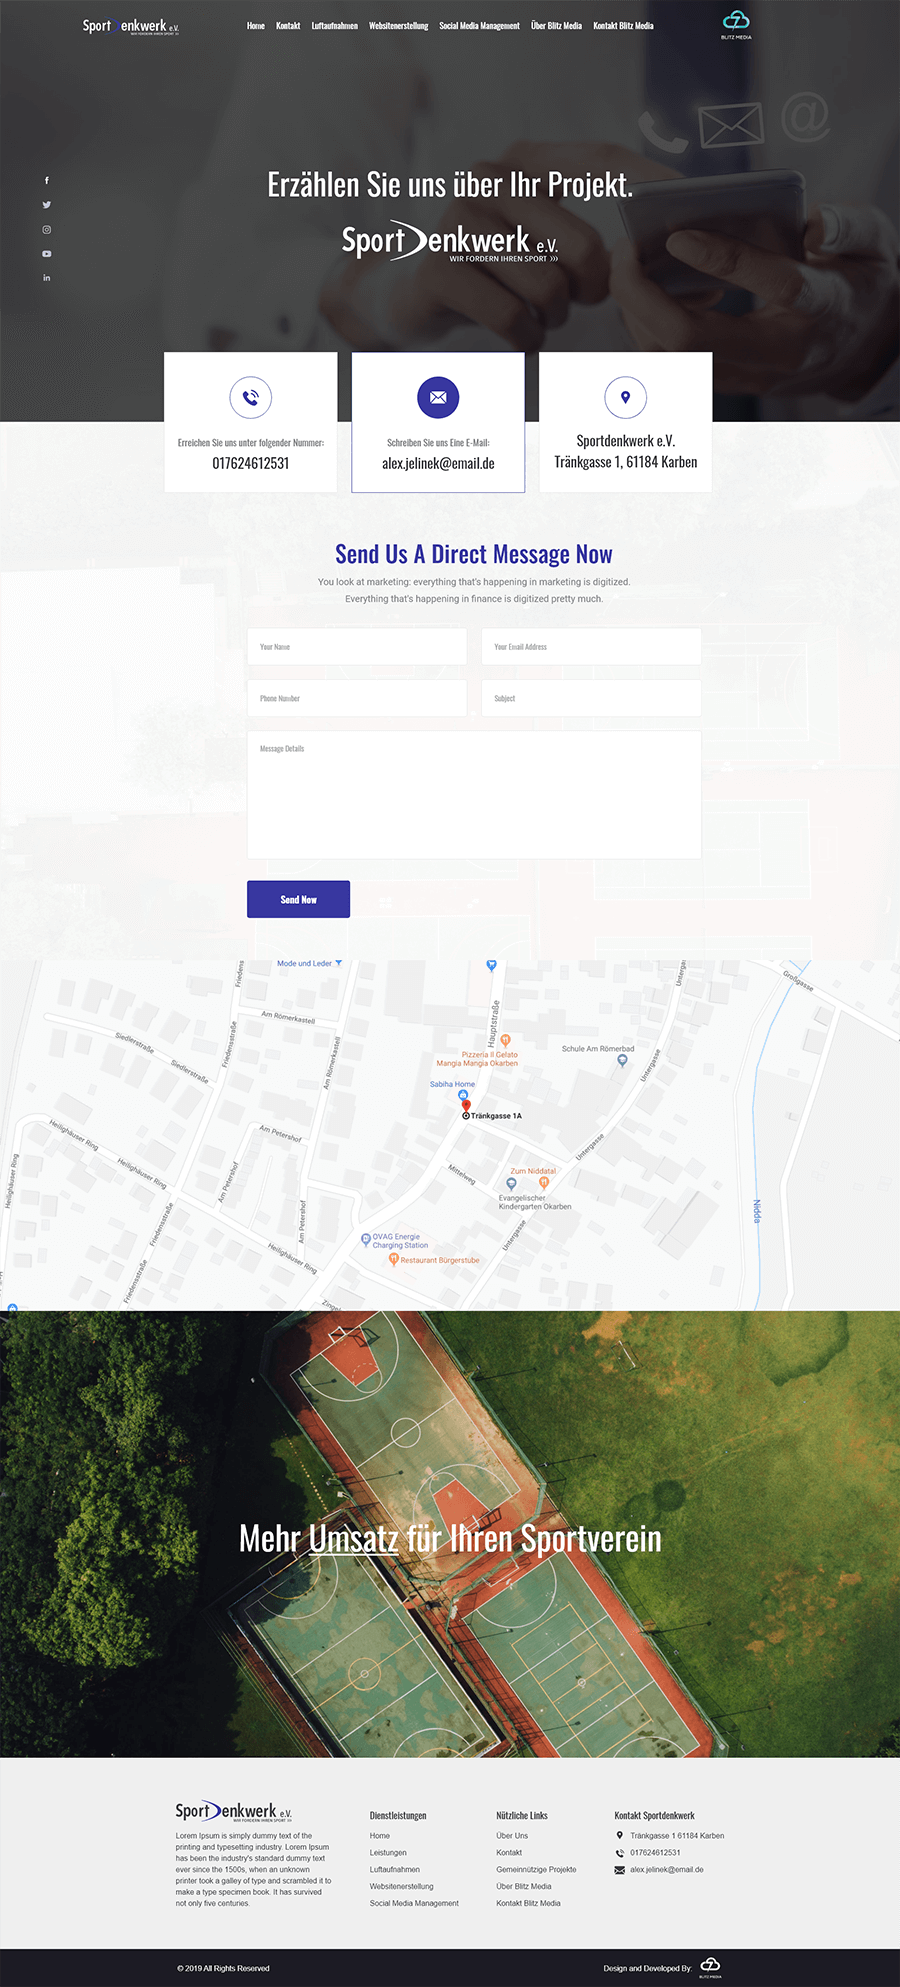 SportDenkwerk e.V.
WIR FORDERN IHREN SPORT >>>
Home Kontakt Luftaufnahmen Websitenerstellung Social Media Management Über Blitz Media Kontakt Blitz Media
BLITZ MEDIA
Erzählen Sie uns über Ihr Projekt.
SportDenkwerk e.V.
WIR FORDERN IHREN SPORT >>>
Erreichen Sie uns unter folgender Nummer:
017624612531
Schreiben Sie uns Eine E-Mail:
alex.jelinek@email.de
Sportdenkwerk e.V.
Tränkgasse 1, 61184 Karben
Send Us A Direct Message Now
You look at marketing: everything that's happening in marketing is digitized.
Everything that's happening in finance is digitized pretty much.
Your Name
Your Email Address
Phone Number
Subject
Message Details
Send Now
Mode und Leder
Großgasse
Friedensstraße
Untergasse
Am Römerkastell
Hauptstraße
Siedlerstraße
Friedensstraße
Am Römerkastell
Pizzeria Il Gelato
Mangia Mangia Okarben
Schule Am Römerbad
Untergasse
Siedlerstraße
Sabiha Home
Tränkgasse 1A
Heilighäuser Ring
Am Petershof
Untergasse
Heilighäuser Ring
Heilighäuser Ring
Am Petershof
Mittelweg
Zum Niddatal
Evangelischer
Kindergarten Okarben
Friedensstraße
Am Petershof
Nidda
OVAG Energie
Charging Station
Untergasse
Heilighäuser Ring
Restaurant Bürgerstube
Friedensstraße
Mehr Umsatz für Ihren Sportverein
SportDenkwerk e.V.
WIR FORDERN IHREN SPORT >>>
Lorem Ipsum is simply dummy text of the
printing and typesetting industry. Lorem Ipsum
has been the industry's standard dummy text
ever since the 1500s, when an unknown
printer took a galley of type and scrambled it to
make a type specimen book. It has survived
not only five centuries.
Dienstleistungen
Home
Leistungen
Luftaufnahmen
Websitenerstellung
Social Media Management
Nützliche Links
Über Uns
Kontakt
Gemeinnützige Projekte
Über Blitz Media
Kontakt Blitz Media
Kontakt Sportdenkwerk
Tränkgasse 1 61184 Karben
017624612531
alex.jelinek@email.de
© 2019 All Rights Reserved
Design and Developed By:
BLITZ MEDIA